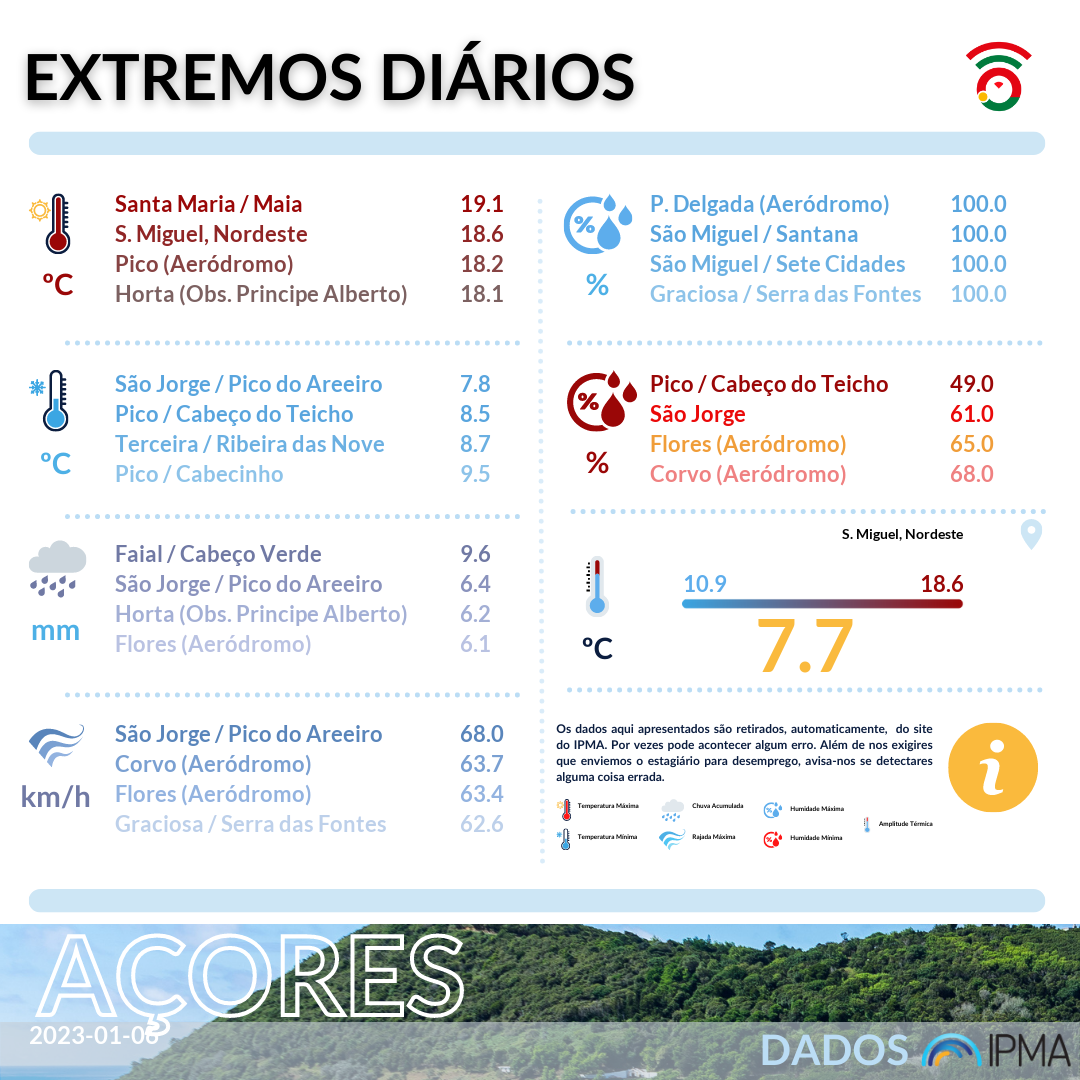 EXTREMOS DIÁRIOS
Santa Maria / Maia 19.1
S. Miguel, Nordeste 18.6
Pico (Aeródromo) 18.2
Horta (Obs. Principe Alberto) 18.1
ºC
São Jorge / Pico do Areeiro 7.8
Pico / Cabeço do Teicho 8.5
Terceira / Ribeira das Nove 8.7
Pico / Cabecinho 9.5
ºC
Faial / Cabeço Verde 9.6
São Jorge / Pico do Areeiro 6.4
Horta (Obs. Principe Alberto) 6.2
Flores (Aeródromo) 6.1
mm
São Jorge / Pico do Areeiro 68.0
Corvo (Aeródromo) 63.7
Flores (Aeródromo) 63.4
Graciosa / Serra das Fontes 62.6
km/h
%
P. Delgada (Aeródromo) 100.0
São Miguel / Santana 100.0
São Miguel / Sete Cidades 100.0
Graciosa / Serra das Fontes 100.0
%
%
Pico / Cabeço do Teicho 49.0
São Jorge 61.0
Flores (Aeródromo) 65.0
Corvo (Aeródromo) 68.0
%
S. Miguel, Nordeste
10.9 18.6
7.7
ºC
Os dados aqui apresentados são retirados, automaticamente, do site
do IPMA. Por vezes pode acontecer algum erro. Além de nos exigires
que enviemos o estagiário para desemprego, avisa-nos se detectares
alguma coisa errada.
i
Temperatura Máxima Chuva Acumulada % Humidade Máxima
Amplitude Térmica
Temperatura Mínima Rajada Máxima % Humidade Mínima
AÇORES
2023-01-06
DADOS IPMA